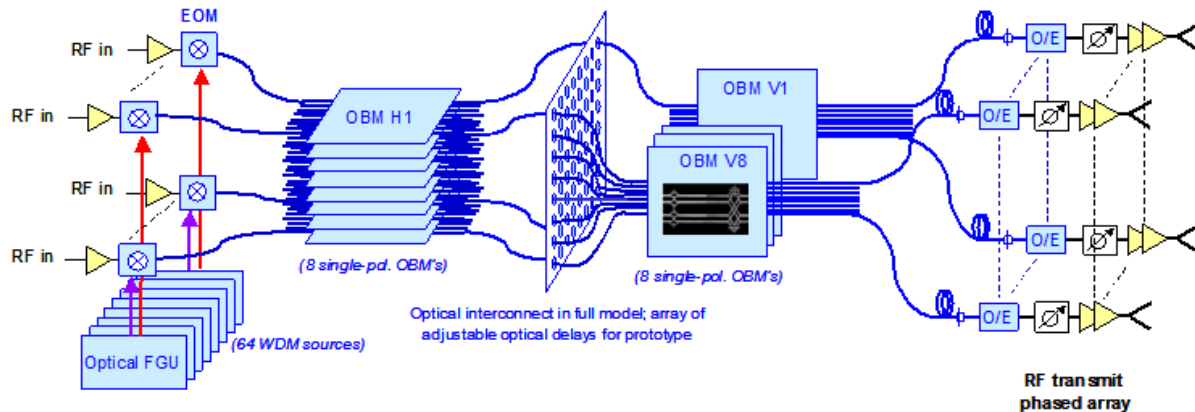 EOM
RF in
RF in
RF in
RF in
Optical FGU
(64 WDM sources)
OBM H1
(8 single-pol. OBM's)
Optical interconnect in full model; array of
adjustable optical delays for prototype
OBM V1
OBM V8
(8 single-pol. OBM's)
O/E
O/E
O/E
O/E
RF transmit
phased array